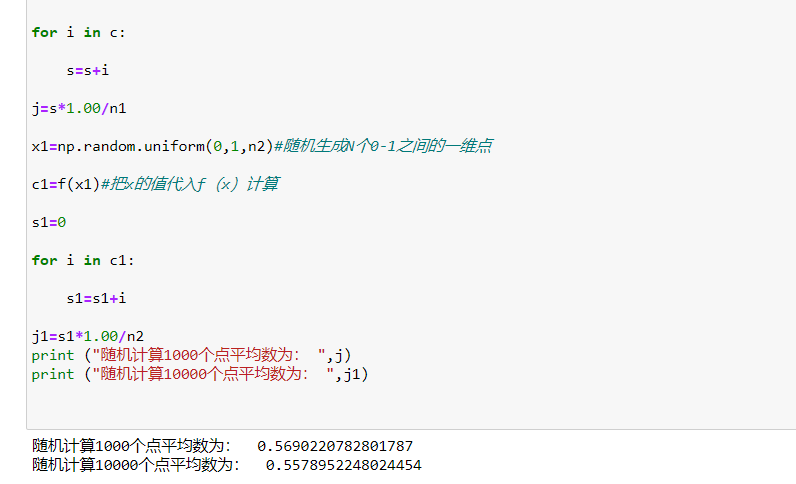 for i in c:
s=s+i
j=s*1.00/n1
x1=np.random.uniform(0,1,n2)#随机生成N个0-1之间的一维点
c1=f(x1)#把x的值代入f（x）计算
s1=0
for i in c1:
s1=s1+i
j1=s1*1.00/n2
print ("随机计算1000个点平均数为： ",j)
print ("随机计算10000个点平均数为： ",j1)
随机计算1000个点平均数为： 0.5690220782801787
随机计算10000个点平均数为： 0.5578952248024454